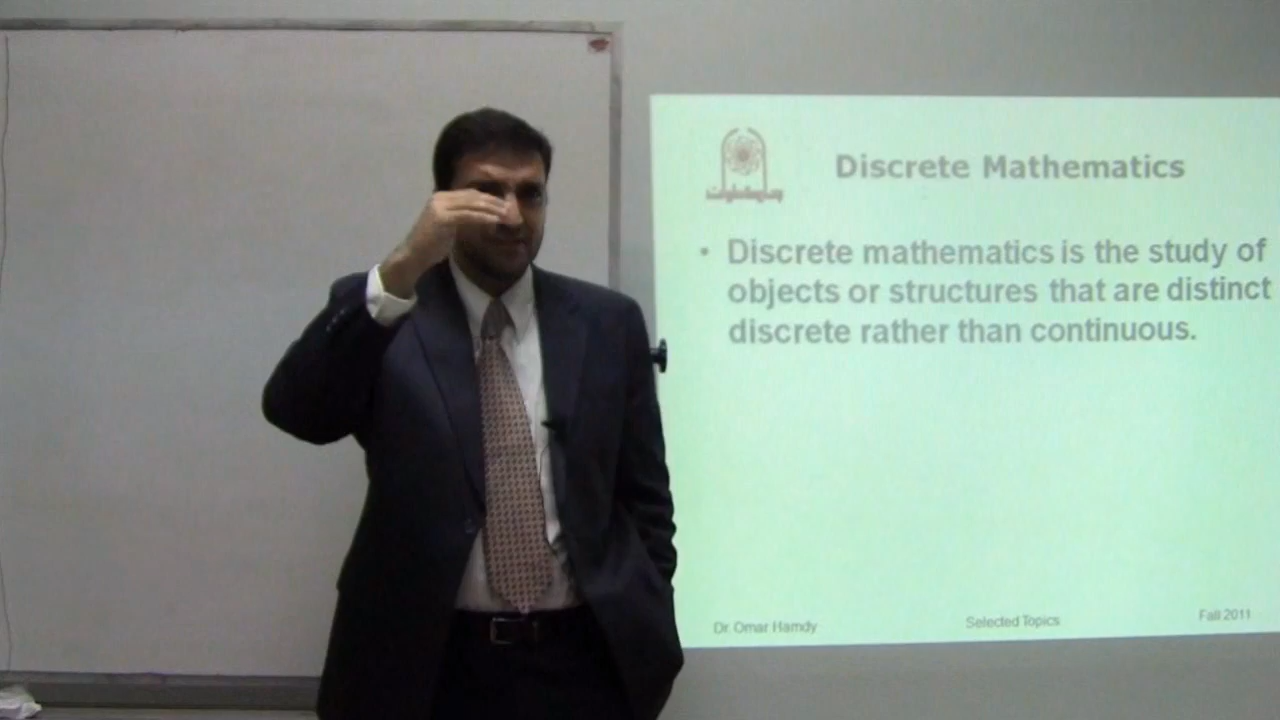 Discrete Mathematics
• Discrete mathematics is the study of
objects or structures that are distinct
discrete rather than continuous.
Dr. Omar Hamdy
Selected Topics
Fall 2011